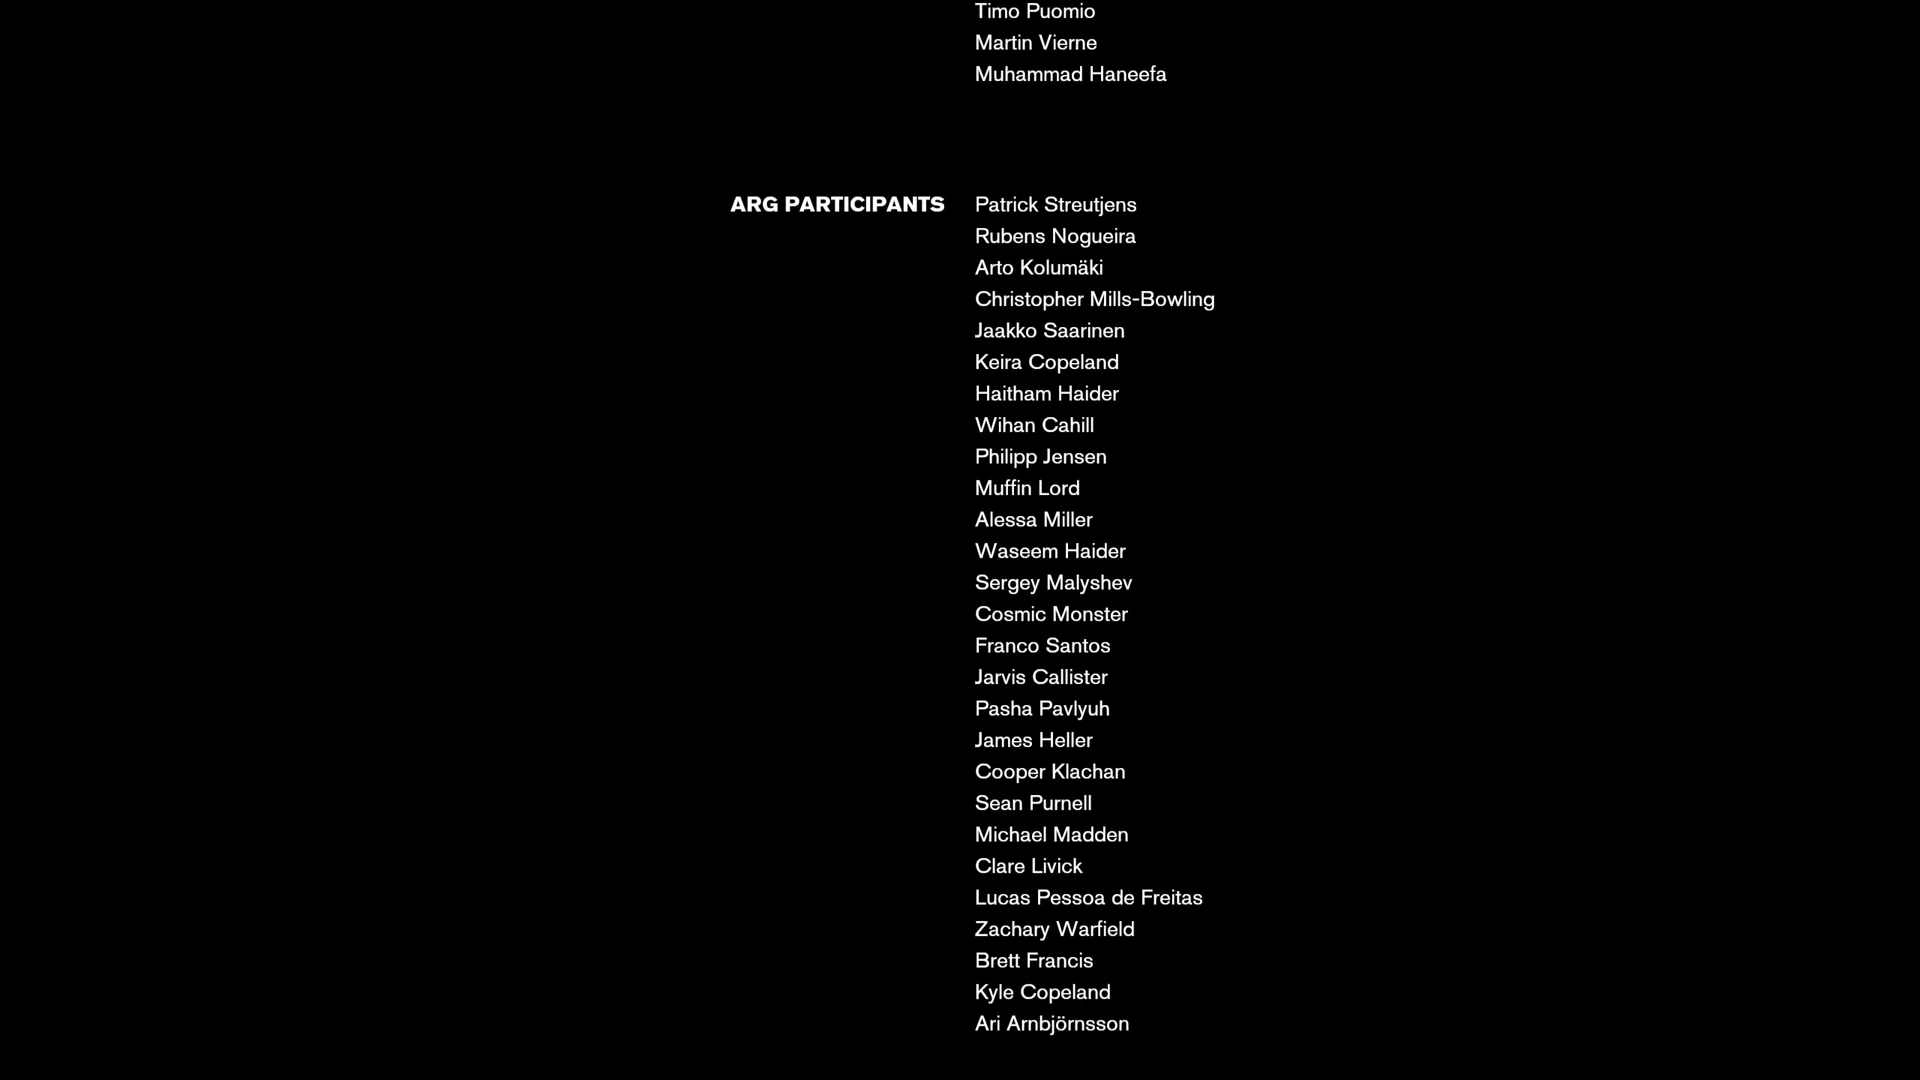 Timo Puomio
Martin Vierne
Muhammad Haneefa
ARG PARTICIPANTS Patrick Streutjens
Rubens Nogueira
Arto Kolumäki
Christopher Mills-Bowling
Jaakko Saarinen
Keira Copeland
Haitham Haider
Wihan Cahill
Philipp Jensen
Muffin Lord
Alessa Miller
Waseem Haider
Sergey Malyshev
Cosmic Monster
Franco Santos
Jarvis Callister
Pasha Pavlyuh
James Heller
Cooper Klachan
Sean Purnell
Michael Madden
Clare Livick
Lucas Pessoa de Freitas
Zachary Warfield
Brett Francis
Kyle Copeland
Ari Arnbjörnsson